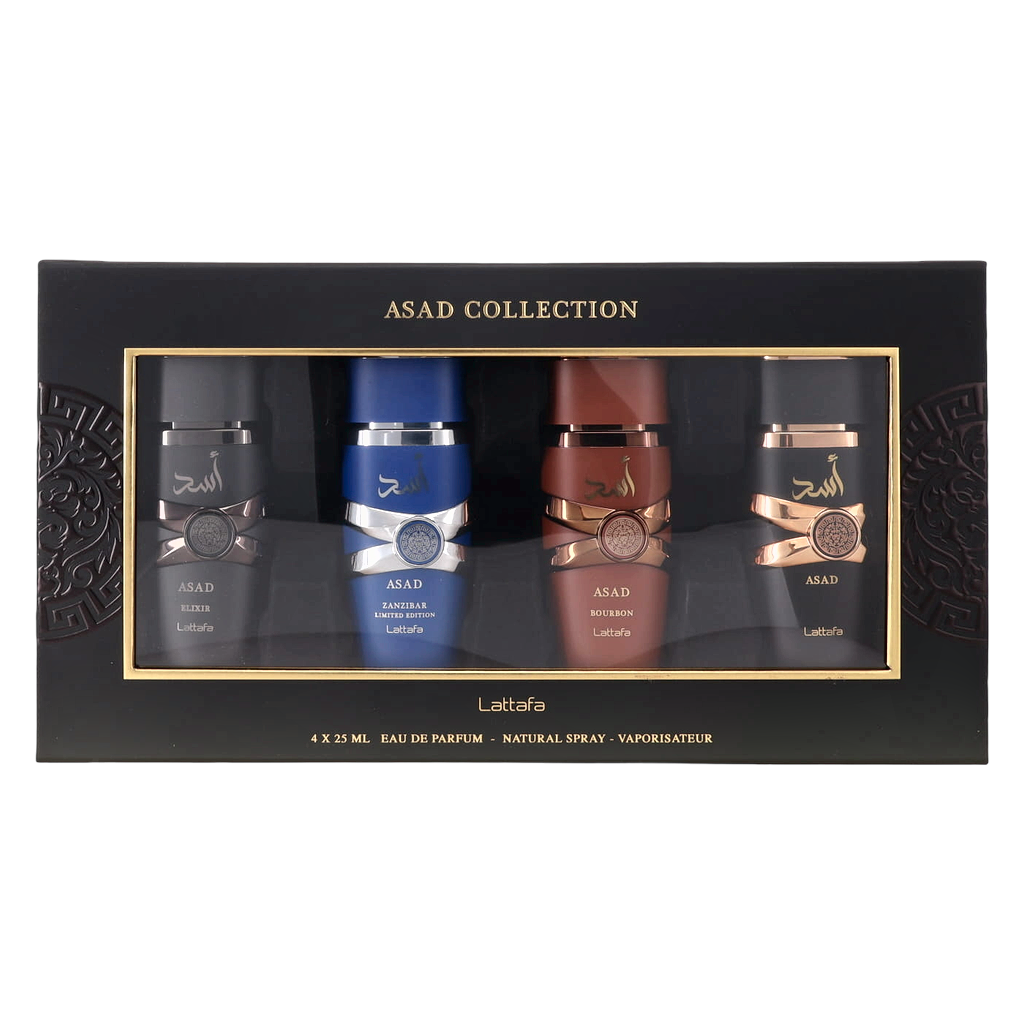 ASAD COLLECTION
أسد
ASAD
ELIXIR
Lattafa
أسد
ASAD
ZANZIBAR
LIMITED EDITION
Lattafa
أسد
ASAD
BOURBON
Lattafa
أسد
ASAD
Lattafa
Lattafa
4 X 25 ML EAU DE PARFUM - NATURAL SPRAY - VAPORISATEUR